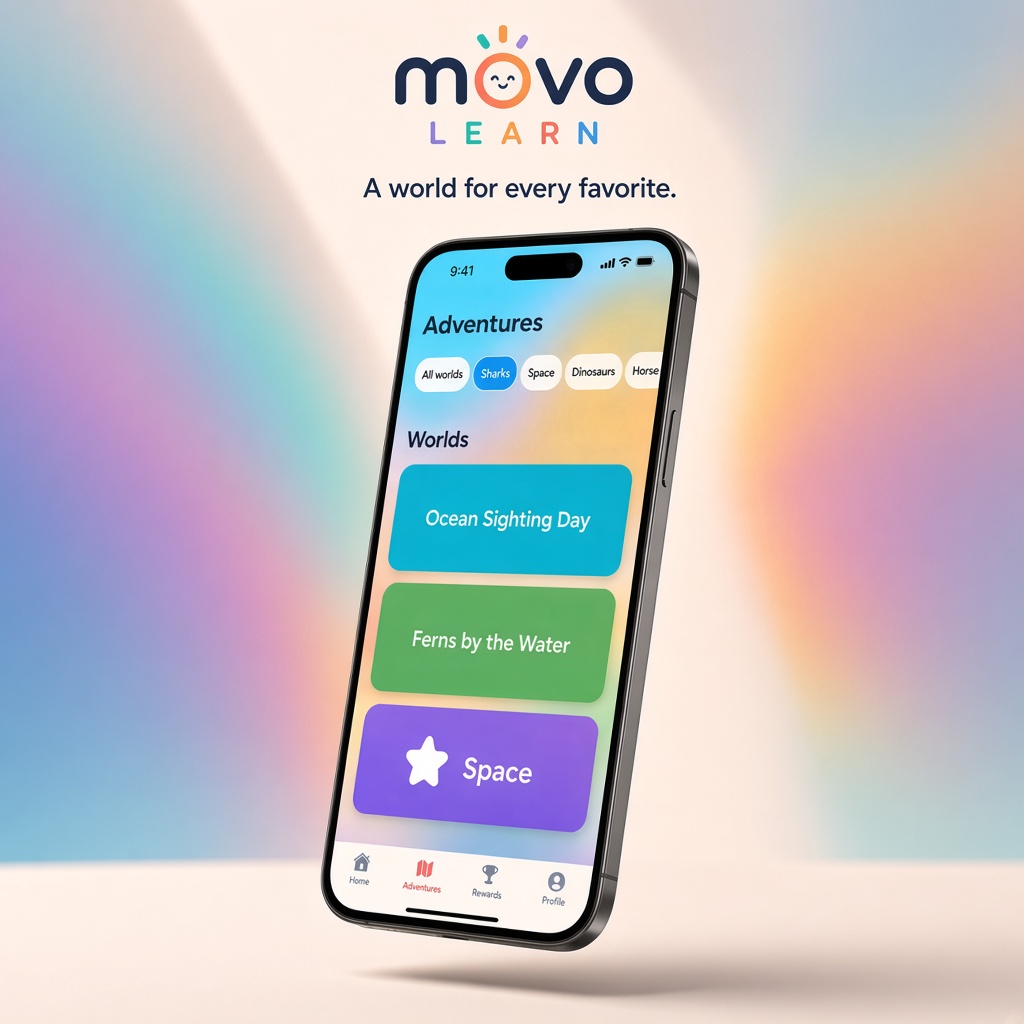 movo
LEARN
A world for every favorite.
9:41
Adventures
All worlds Sharks Space Dinosaurs Horse
Worlds
Ocean Sighting Day
Ferns by the Water
Space
Home Adventures Rewards Profile